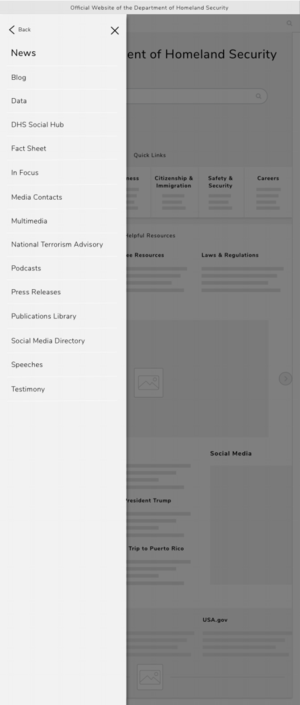 Official Website of the Department of Homeland Security
Back
News
Blog
Data
DHS Social Hub
Fact Sheet
In Focus
Media Contacts
Multimedia
National Terrorism Advisory
Podcasts
Press Releases
Publications Library
Social Media Directory
Speeches
Testimony
ent of Homeland Security
Quick Links
ness
Citizenship &
Immigration
Safety &
Security
Careers
Helpful Resources
ee Resources
Laws & Regulations
Social Media
President Trump
Trip to Puerto Rico
USA.gov